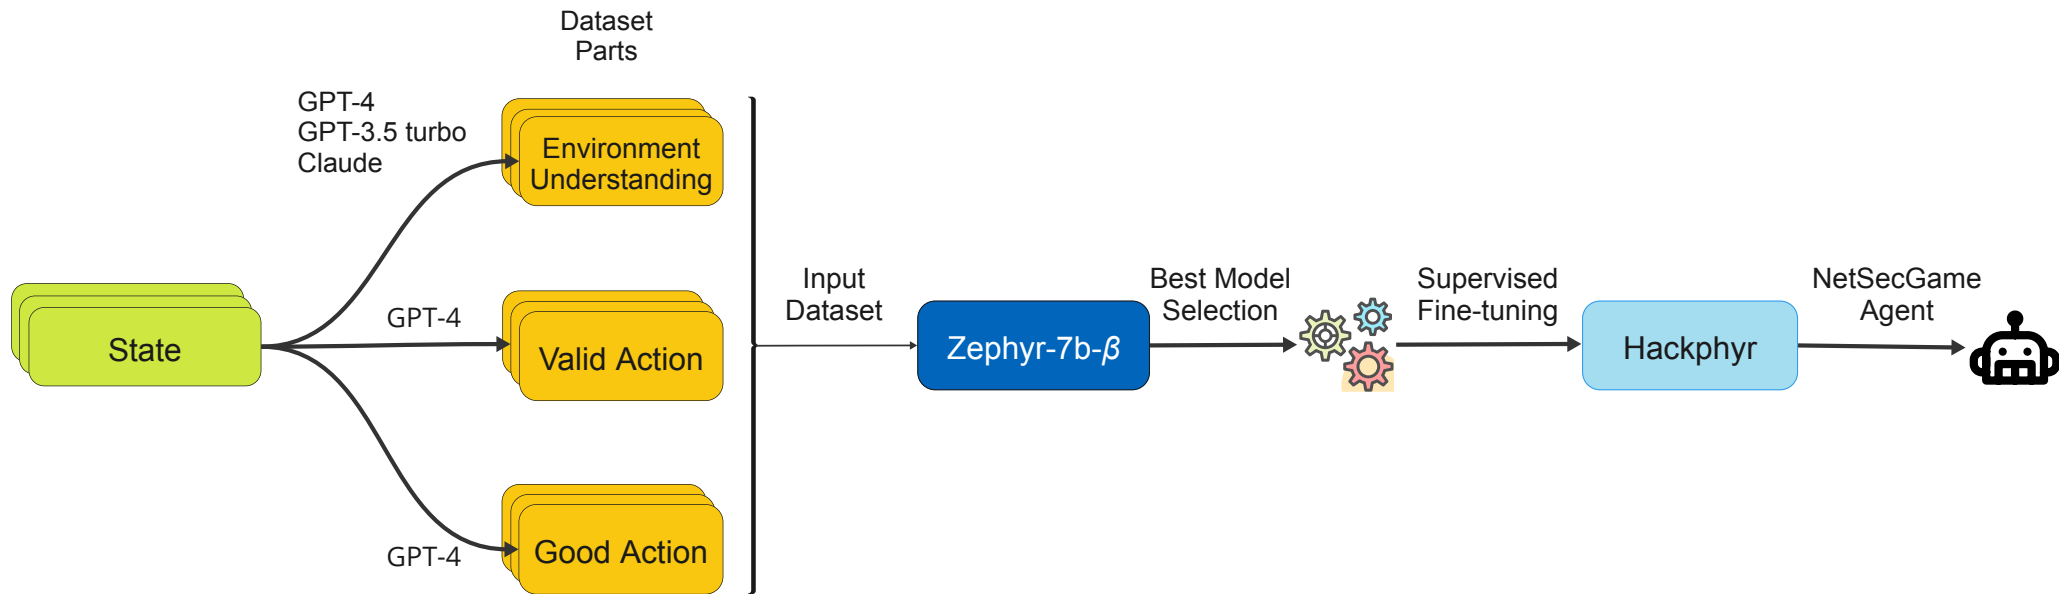 Dataset
Parts
GPT-4
GPT-3.5 turbo
Claude
Environment
Understanding
State
GPT-4
Valid Action
GPT-4
Good Action
Input
Dataset
Zephyr-7b-β
Best Model
Selection
Supervised
Fine-tuning
Hackphyr
NetSecGame
Agent